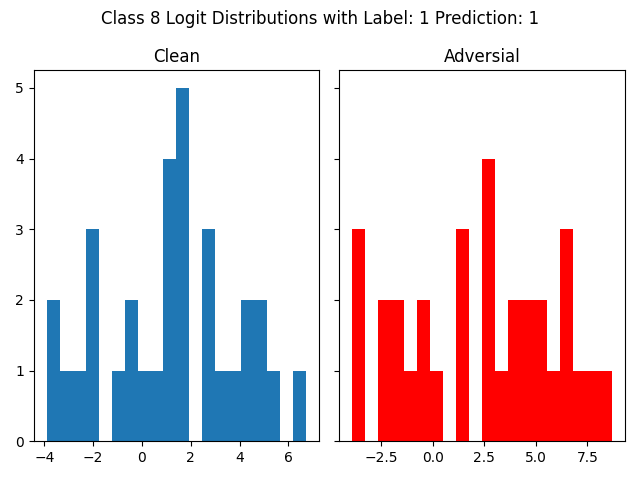 Class 8 Logit Distributions with Label: 1 Prediction: 1
Clean
Adversial
5
4
3
2
1
0
−4 −2 0 2 4 6
−2.5 0.0 2.5 5.0 7.5